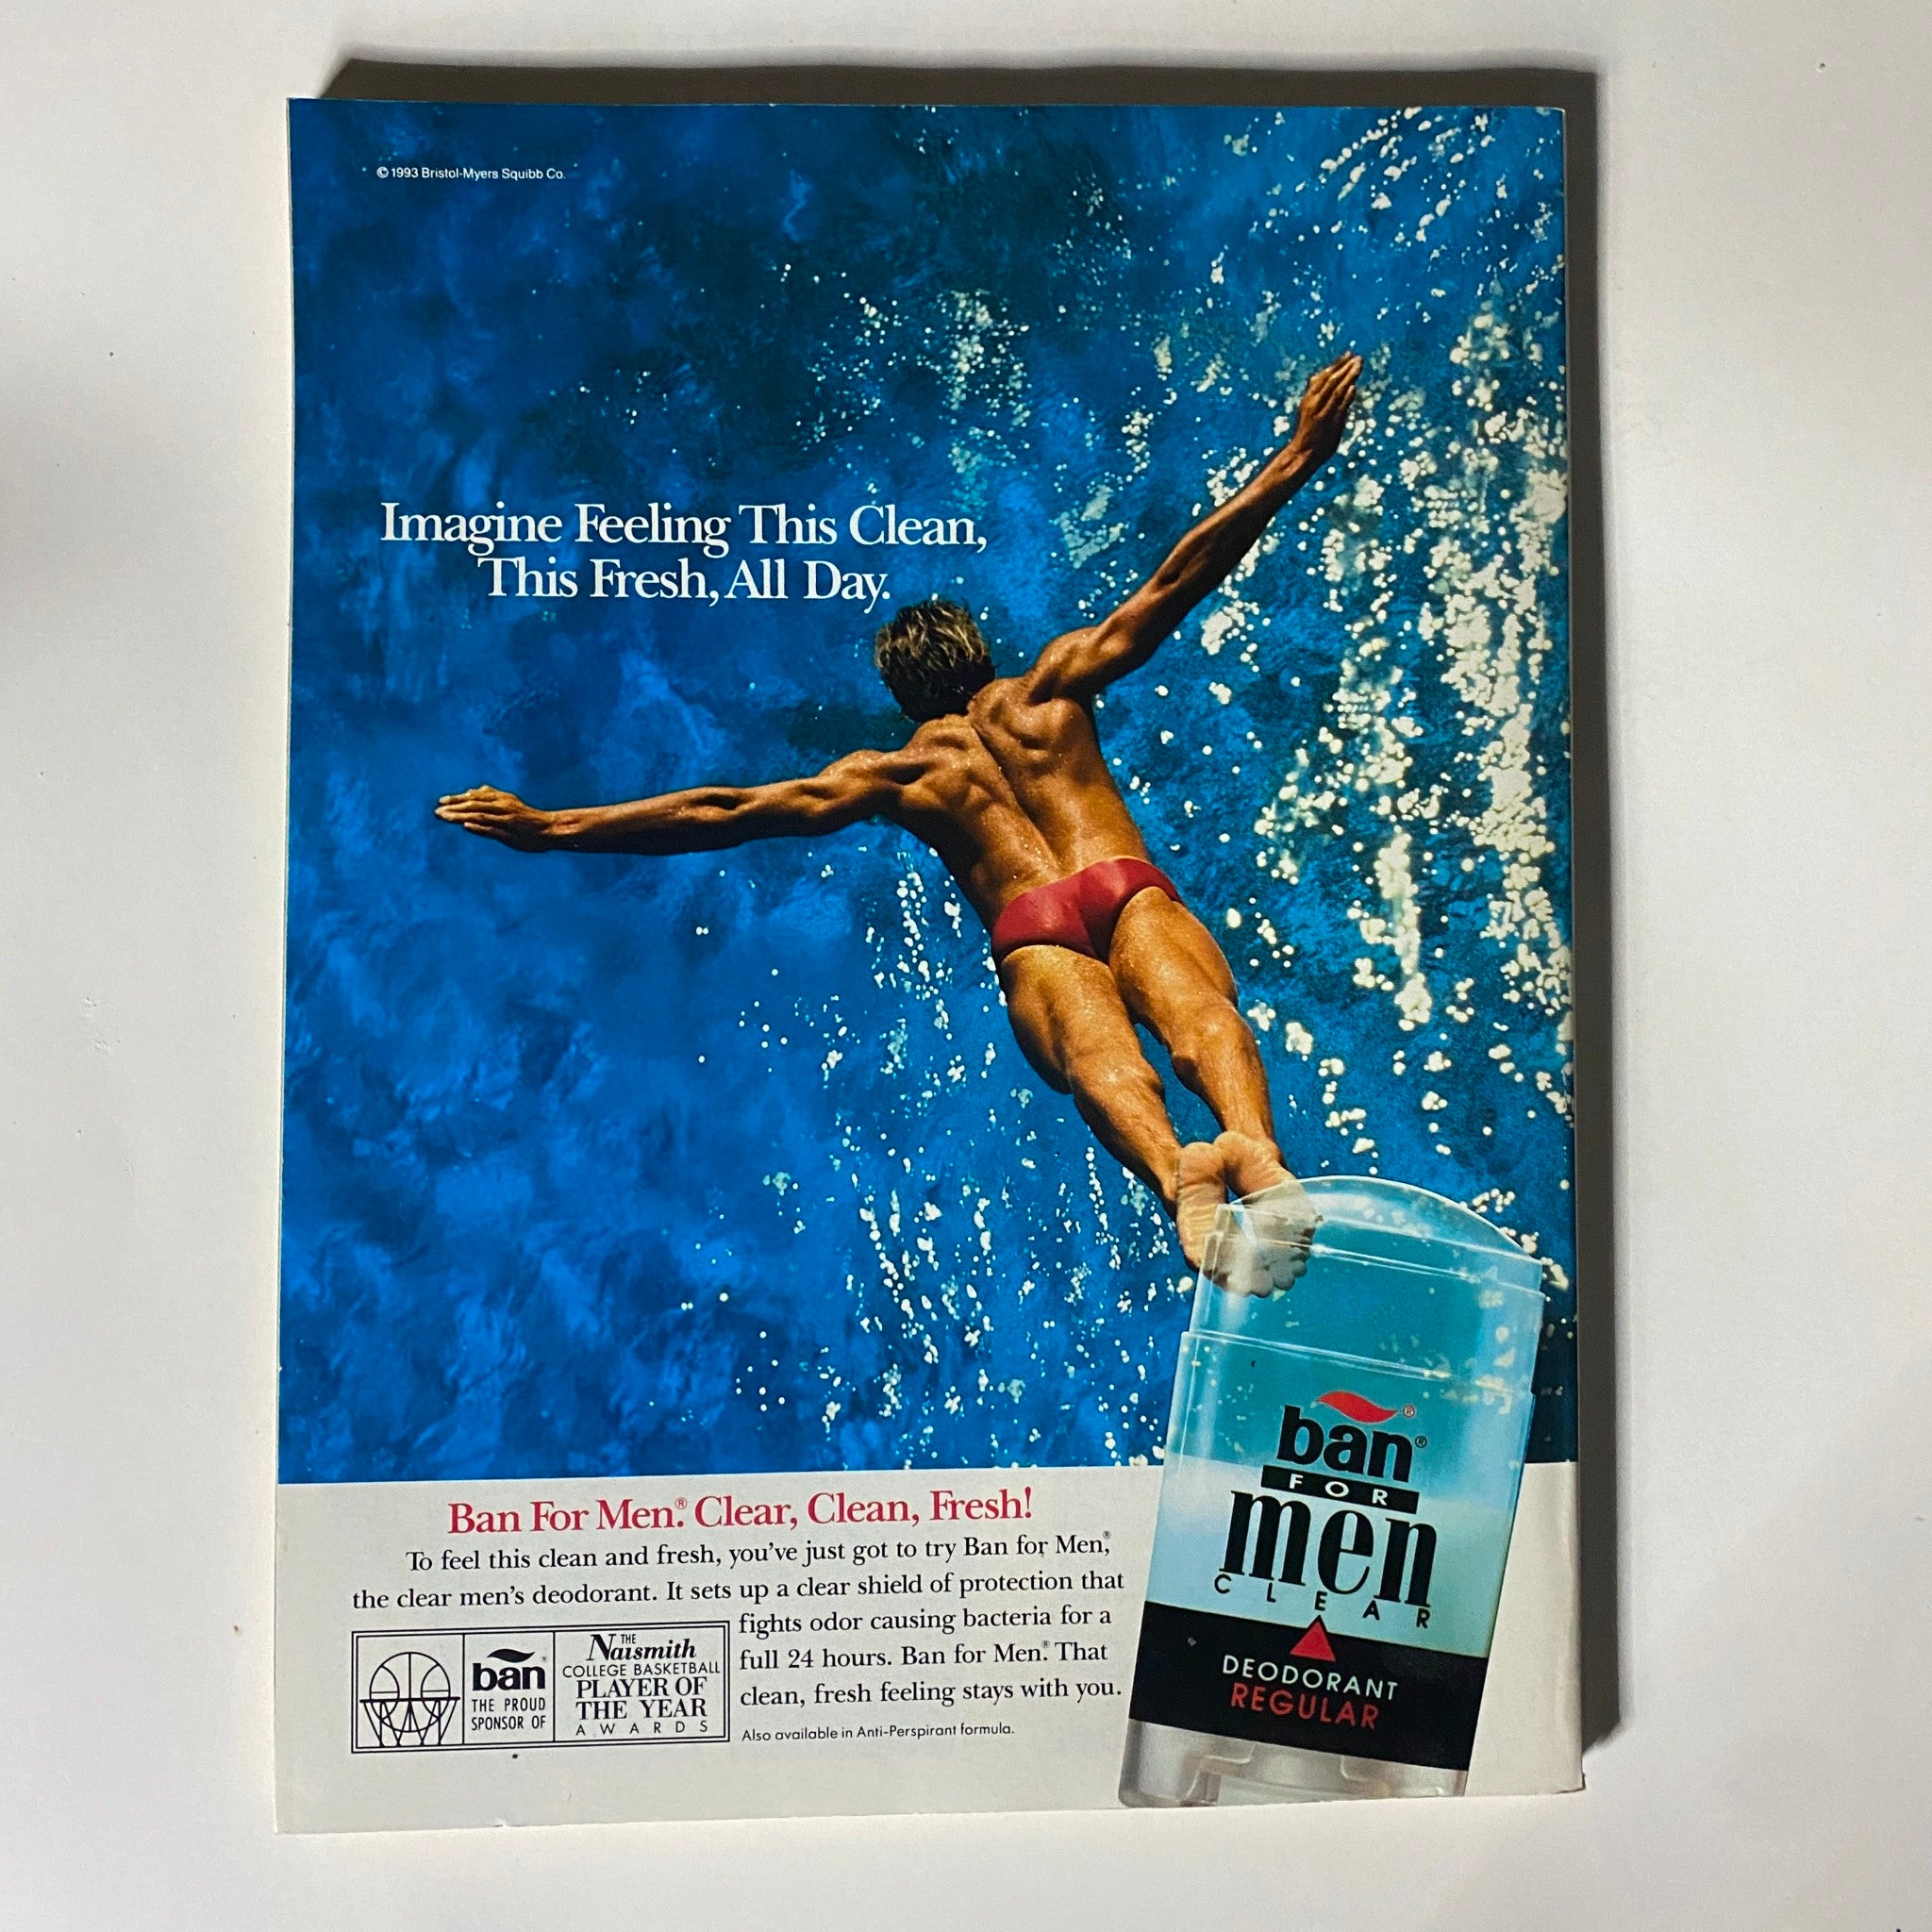 © 1993 Bristol-Myers Squibb Co.
Imagine Feeling This Clean,
This Fresh, All Day.
Ban For Men.® Clear, Clean, Fresh!
To feel this clean and fresh, you've just got to try Ban for Men,®
the clear men's deodorant. It sets up a clear shield of protection that
fights odor causing bacteria for a
full 24 hours. Ban for Men.® That
clean, fresh feeling stays with you.
Also available in Anti-Perspirant formula.
ban®
THE PROUD
SPONSOR OF
THE
Naismith
COLLEGE BASKETBALL
PLAYER OF
THE YEAR
AWARDS
®
ban®
FOR
men
CLEAR
DEODORANT
REGULAR